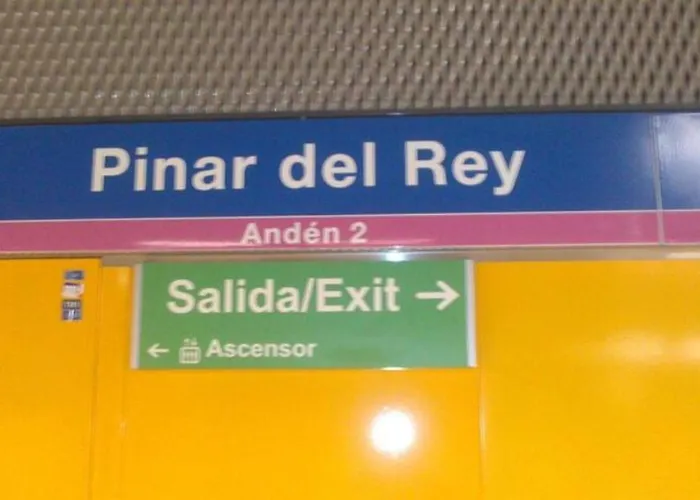 Pinar del Rey
Andén 2
Salida/Exit →
← Ascensor